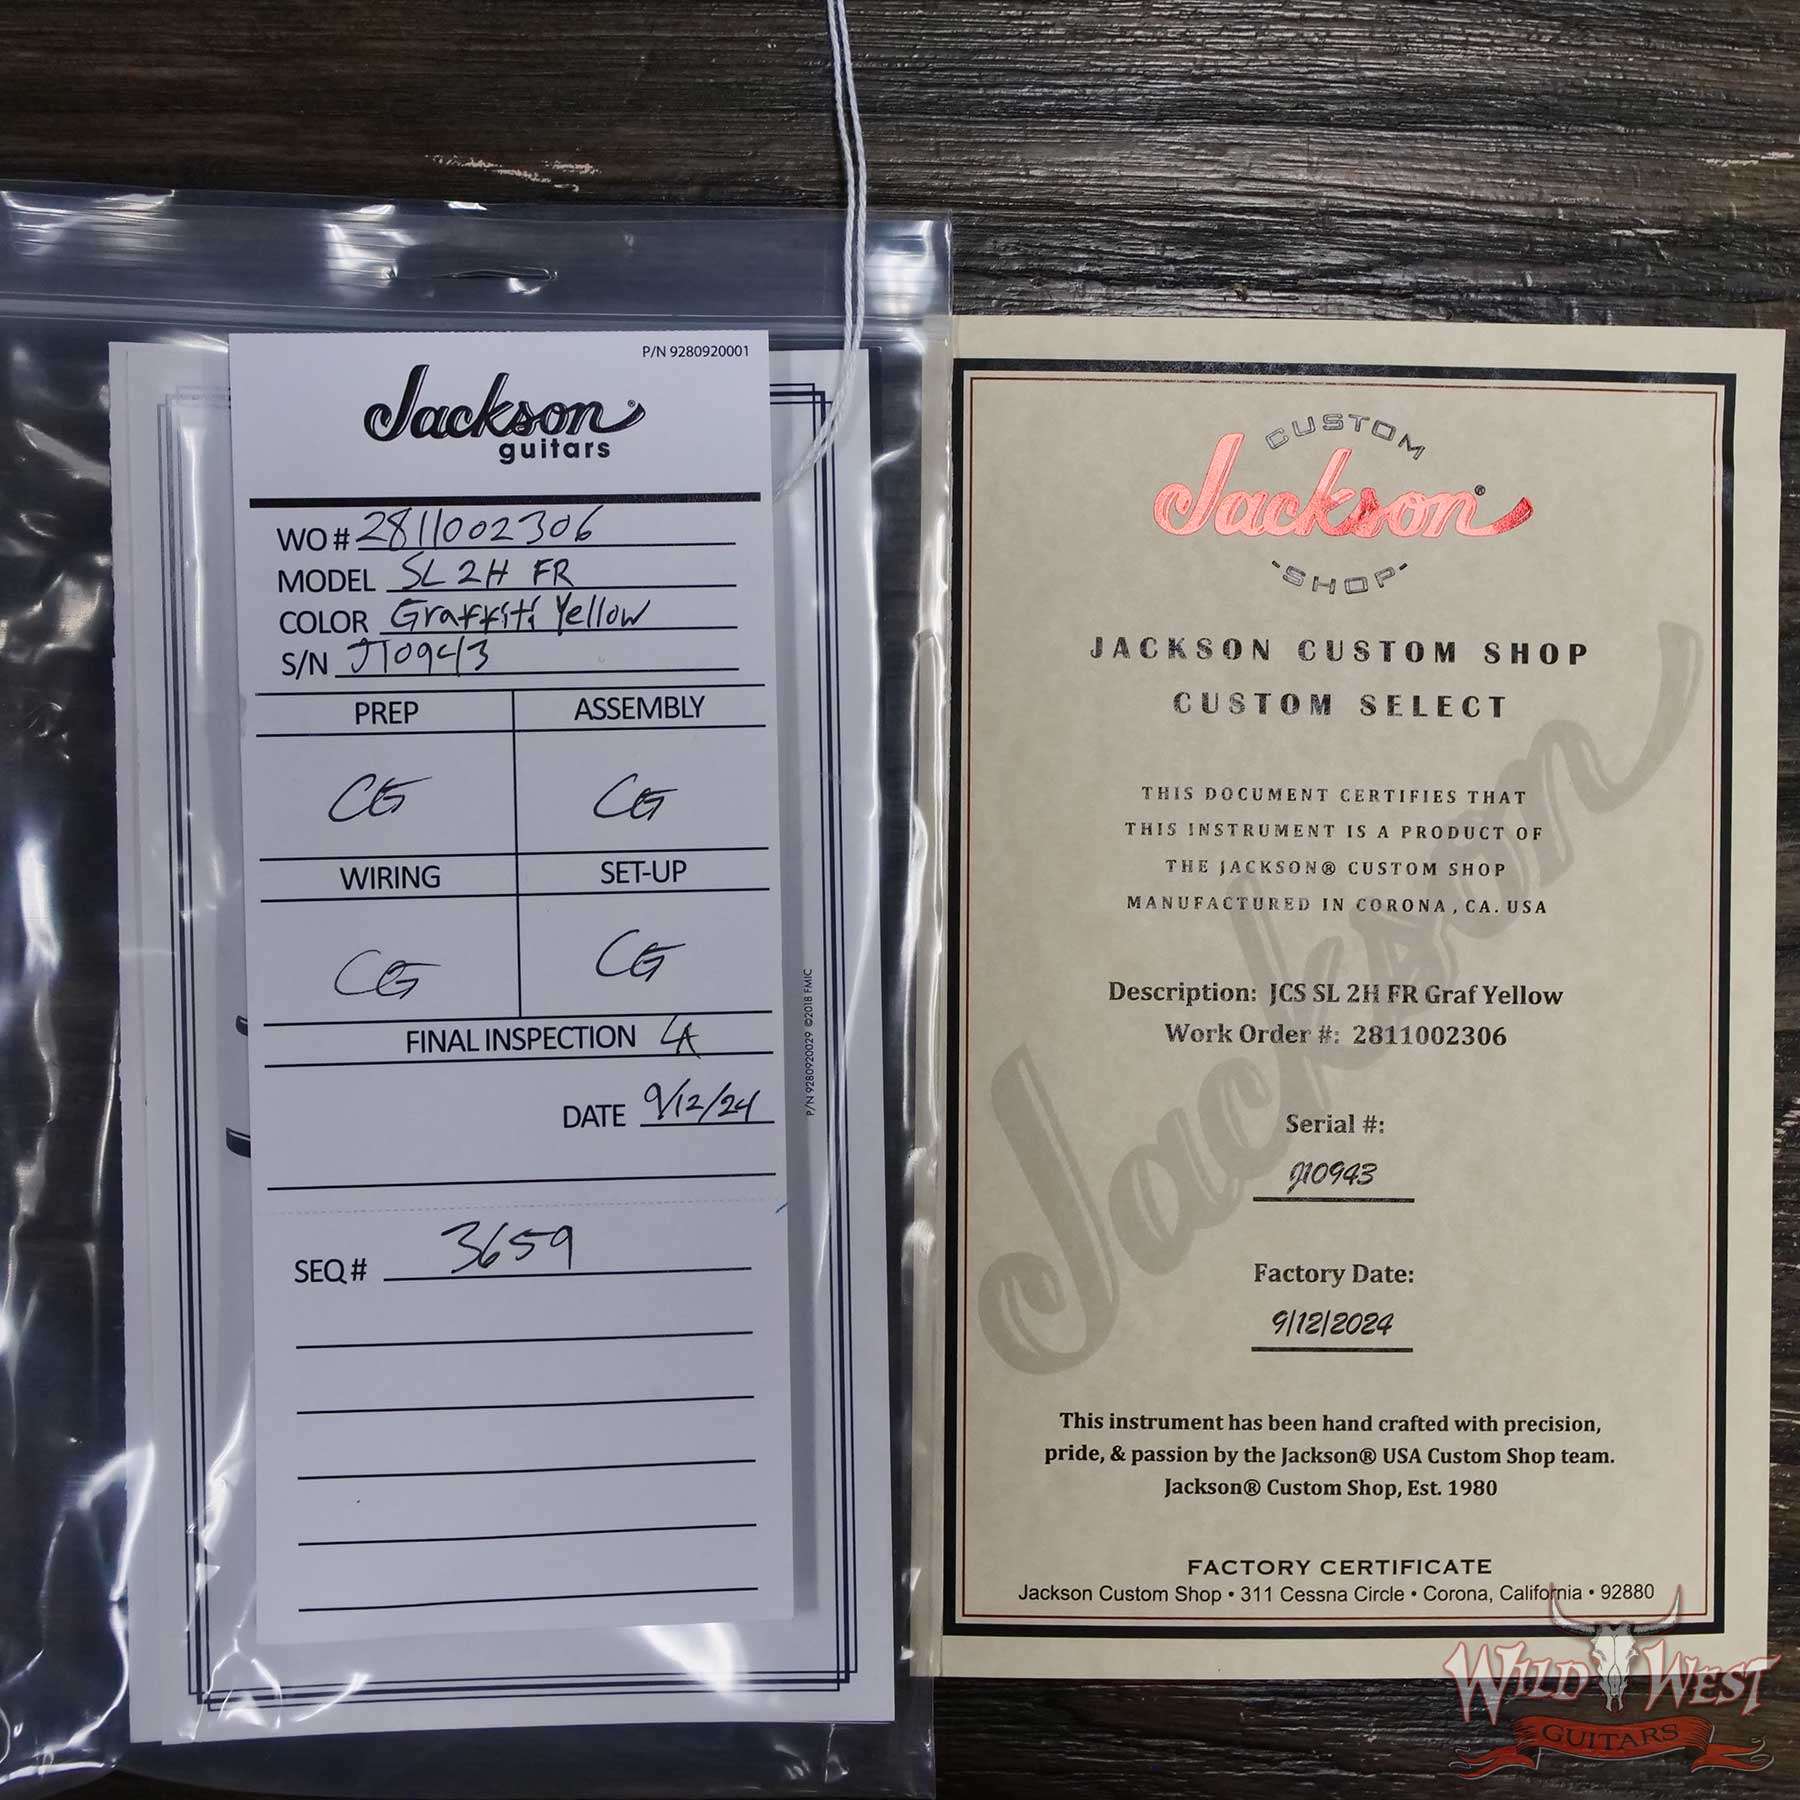 P/N 9280920001
Jackson®
guitars
WO # 2811002306
MODEL SL 2H FR
COLOR Graffiti Yellow
S/N J10943
PREP ASSEMBLY
CG CG
WIRING SET-UP
CG CG
FINAL INSPECTION LA
DATE 9/12/24
SEQ # 3659
P/N 9280920029 ©2018 FMIC
CUSTOM
Jackson®
·SHOP·
JACKSON CUSTOM SHOP
CUSTOM SELECT
THIS DOCUMENT CERTIFIES THAT
THIS INSTRUMENT IS A PRODUCT OF
THE JACKSON® CUSTOM SHOP
MANUFACTURED IN CORONA, CA. USA
Jackson
Description: JCS SL 2H FR Graf Yellow
Work Order #: 2811002306
Serial #:
J10943
Factory Date:
9/12/2024
This instrument has been hand crafted with precision,
pride, & passion by the Jackson® USA Custom Shop team.
Jackson® Custom Shop, Est. 1980
FACTORY CERTIFICATE
Jackson Custom Shop • 311 Cessna Circle • Corona, California • 92880
WILD WEST
GUITARS